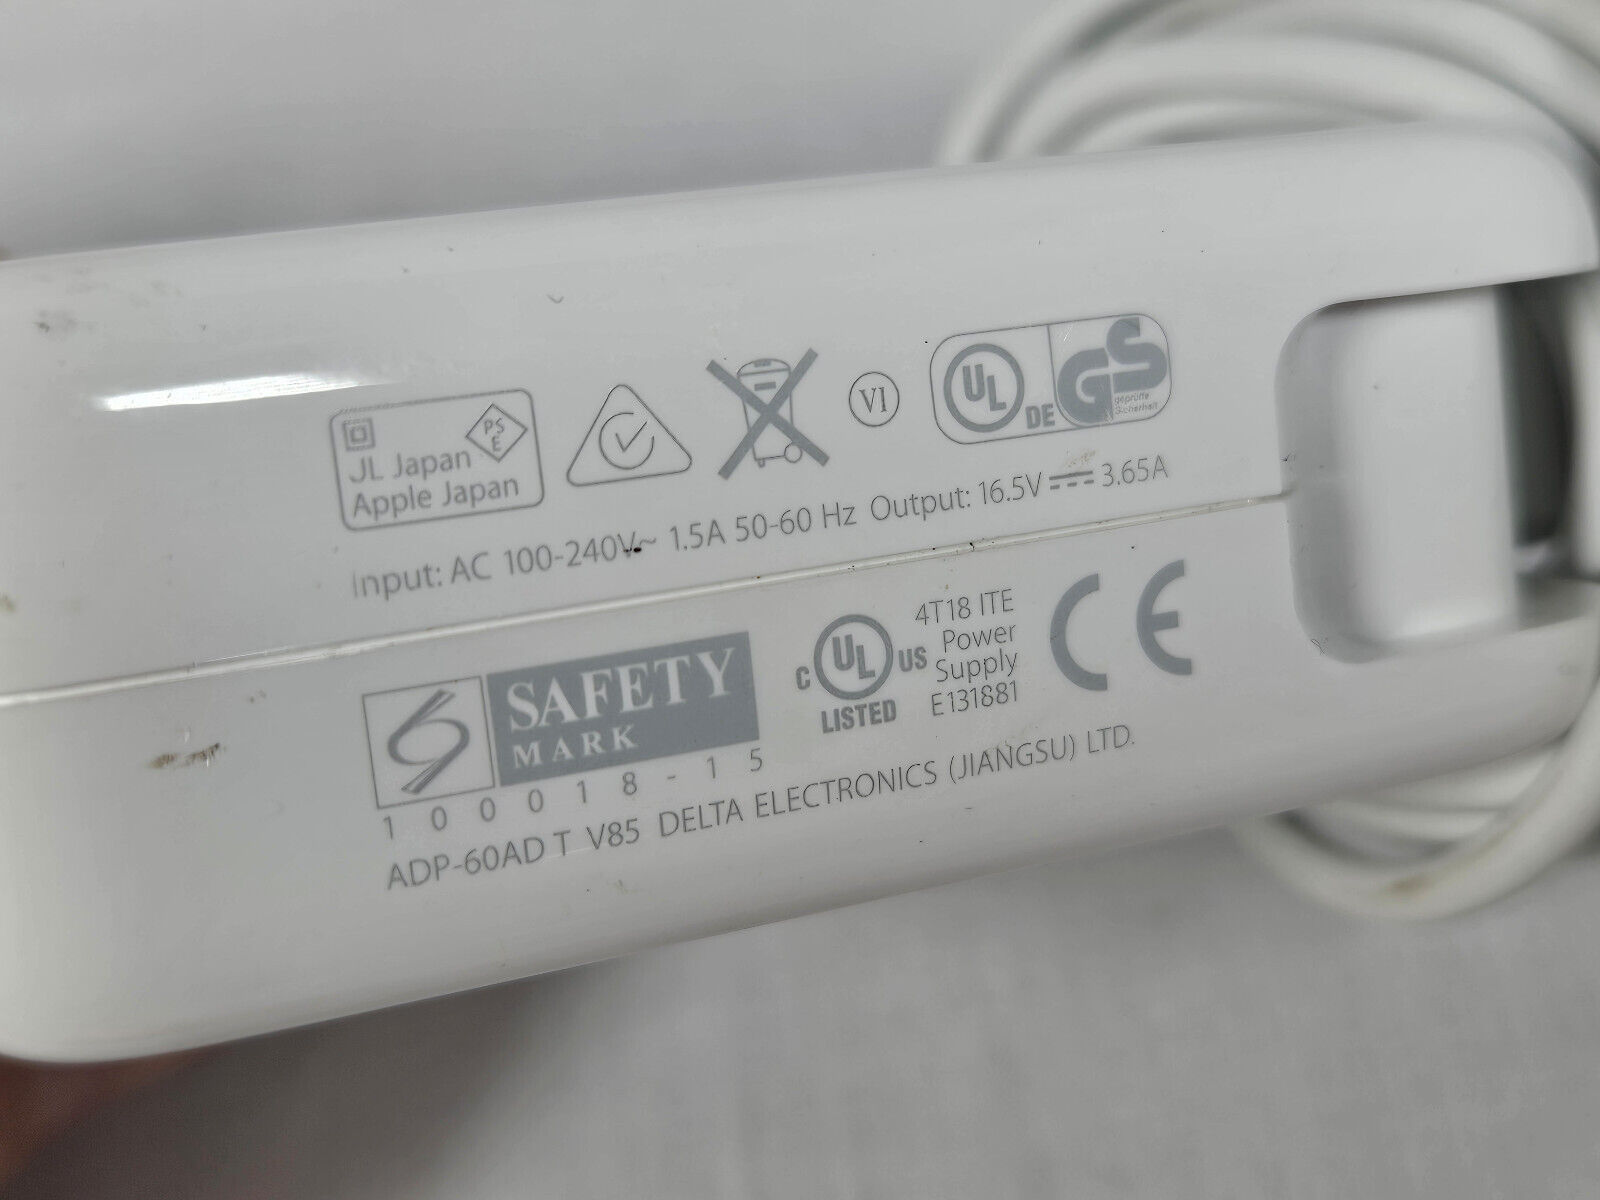 PS
E
JL Japan
Apple Japan
VI
UL
DE
GS
geprüfte
Sicherheit
Input: AC 100-240V~ 1.5A 50-60 Hz Output: 16.5V⎓3.65A
SAFETY
MARK
100018-15
C UL US
LISTED
4T18 ITE
Power
Supply
E131881
CE
ADP-60AD T V85 DELTA ELECTRONICS (JIANGSU) LTD.